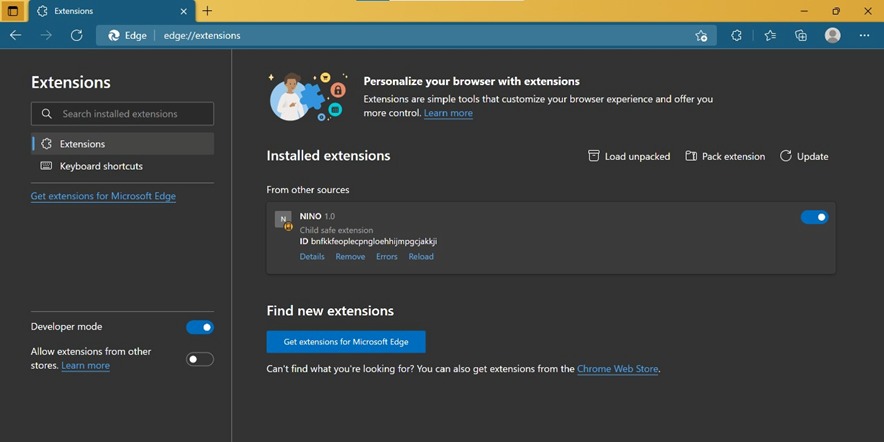 Extensions
Edge edge://extensions
Extensions
Search installed extensions
Extensions
Keyboard shortcuts
Get extensions for Microsoft Edge
Developer mode
Allow extensions from other
stores. Learn more
Personalize your browser with extensions
Extensions are simple tools that customize your browser experience and offer you
more control. Learn more
Installed extensions
Load unpacked
Pack extension
Update
From other sources
N
NINO 1.0
Child safe extension
ID bnfkkfeoplecpngloehhijmpgcjakkji
Details Remove Errors Reload
Find new extensions
Get extensions for Microsoft Edge
Can't find what you're looking for? You can also get extensions from the Chrome Web Store.